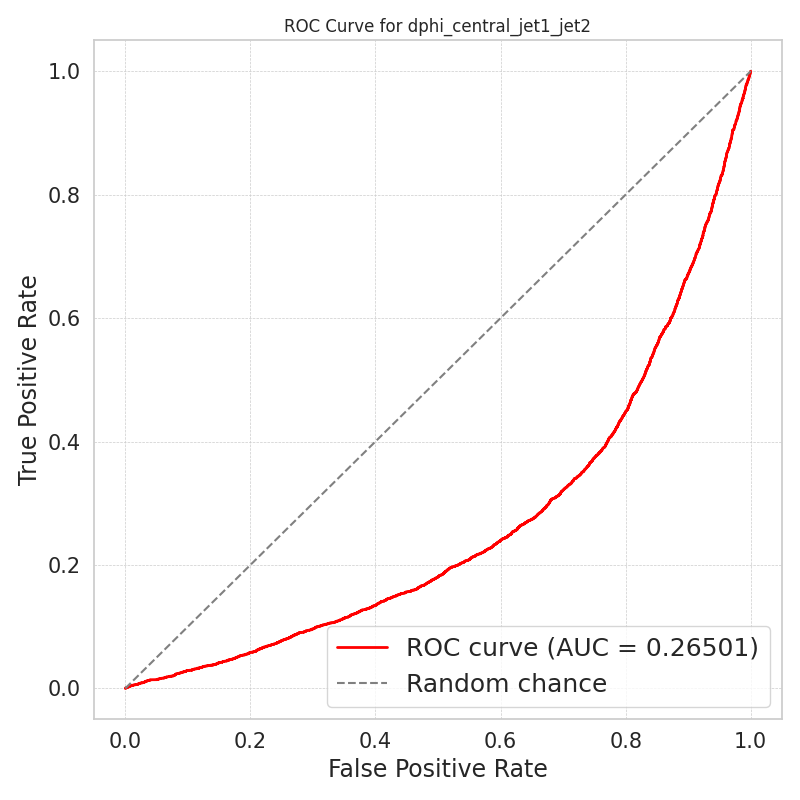 ROC Curve for dphi_central_jet1_jet2
1.0
0.8
0.6
0.4
0.2
0.0
True Positive Rate
ROC curve (AUC = 0.26501)
Random chance
0.0 0.2 0.4 0.6 0.8 1.0
False Positive Rate